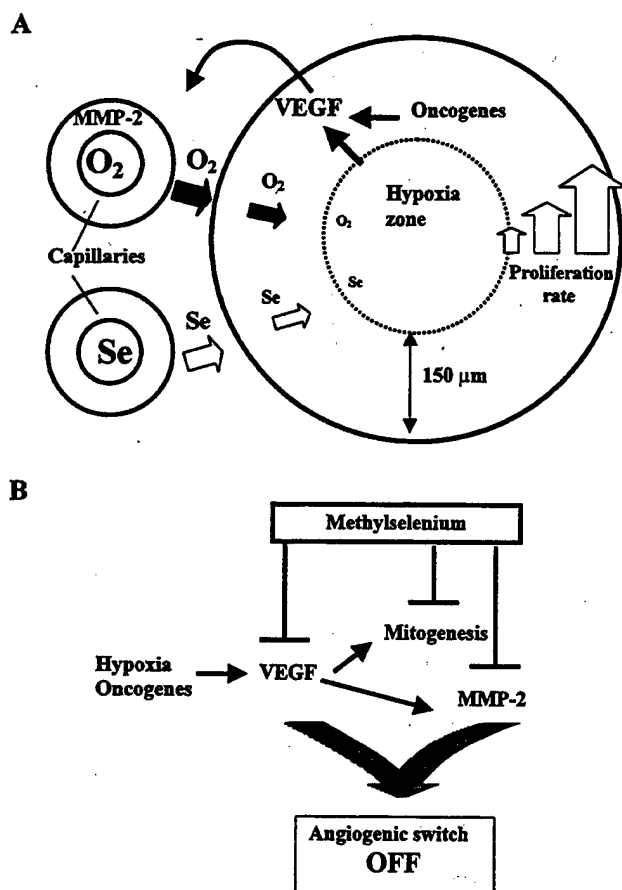 A
MMP-2
O₂
O₂
VEGF
Oncogenes
O₂
Hypoxia
zone
O₂
Capillaries
Proliferation
rate
Se
Se
Se
Se
150 μm
B
Methylselenium
Mitogenesis
Hypoxia
Oncogenes
VEGF
MMP-2
Angiogenic switch
OFF